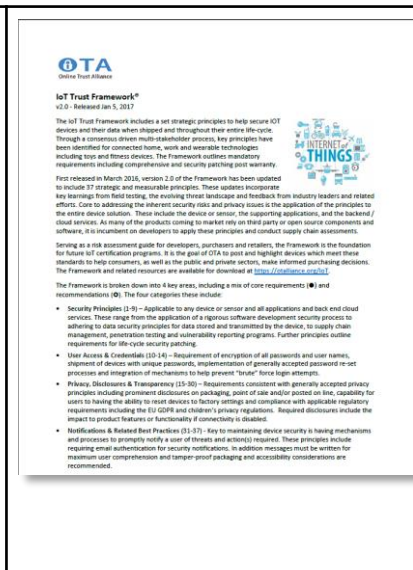 OTA
Online Trust Alliance
IoT Trust Framework®
v2.0 - Released Jan 5, 2017
The IoT Trust Framework includes a set strategic principles to help secure IOT
devices and their data when shipped and throughout their entire life-cycle.
Through a consensus driven multi-stakeholder process, key principles have
been identified for connected home, work and wearable technologies
including toys and fitness devices. The Framework outlines mandatory
requirements including comprehensive and security patching post warranty.
INTERNET of
THINGS
First released in March 2016, version 2.0 of the Framework has been updated
to include 37 strategic and measurable principles. These updates incorporate
key learnings from field testing, the evolving threat landscape and feedback from industry leaders and related
efforts. Core to addressing the inherent security risks and privacy issues is the application of the principles to
the entire device solution. These include the device or sensor, the supporting applications, and the backend /
cloud services. As many of the products coming to market rely on third party or open source components and
software, it is incumbent on developers to apply these principles and conduct supply chain assessments.
Serving as a risk assessment guide for developers, purchasers and retailers, the Framework is the foundation
for future IoT certification programs. It is the goal of OTA to post and highlight devices which meet these
standards to help consumers, as well as the public and private sectors, make informed purchasing decisions.
The Framework and related resources are available for download at https://otalliance.org/IoT.
The Framework is broken down into 4 key areas, including a mix of core requirements (●) and
recommendations (O). The four categories these include:
• Security Principles (1-9) – Applicable to any device or sensor and all applications and back end cloud
services. These range from the application of a rigorous software development security process to
adhering to data security principles for data stored and transmitted by the device, to supply chain
management, penetration testing and vulnerability reporting programs. Further principles outline
requirements for life-cycle security patching.
• User Access & Credentials (10-14) – Requirement of encryption of all passwords and user names,
shipment of devices with unique passwords, implementation of generally accepted password re-set
processes and integration of mechanisms to help prevent "brute" force login attempts.
• Privacy, Disclosures & Transparency (15-30) – Requirements consistent with generally accepted privacy
principles including prominent disclosures on packaging, point of sale and/or posted on line, capability for
users to having the ability to reset devices to factory settings and compliance with applicable regulatory
requirements including the EU GDPR and children's privacy regulations. Required disclosures include the
impact to product features or functionality if connectivity is disabled.
• Notifications & Related Best Practices (31-37) - Key to maintaining device security is having mechanisms
and processes to promptly notify a user of threats and action(s) required. These principles include
requiring email authentication for security notifications. In addition messages must be written for
maximum user comprehension and tamper-proof packaging and accessibility considerations are
recommended.